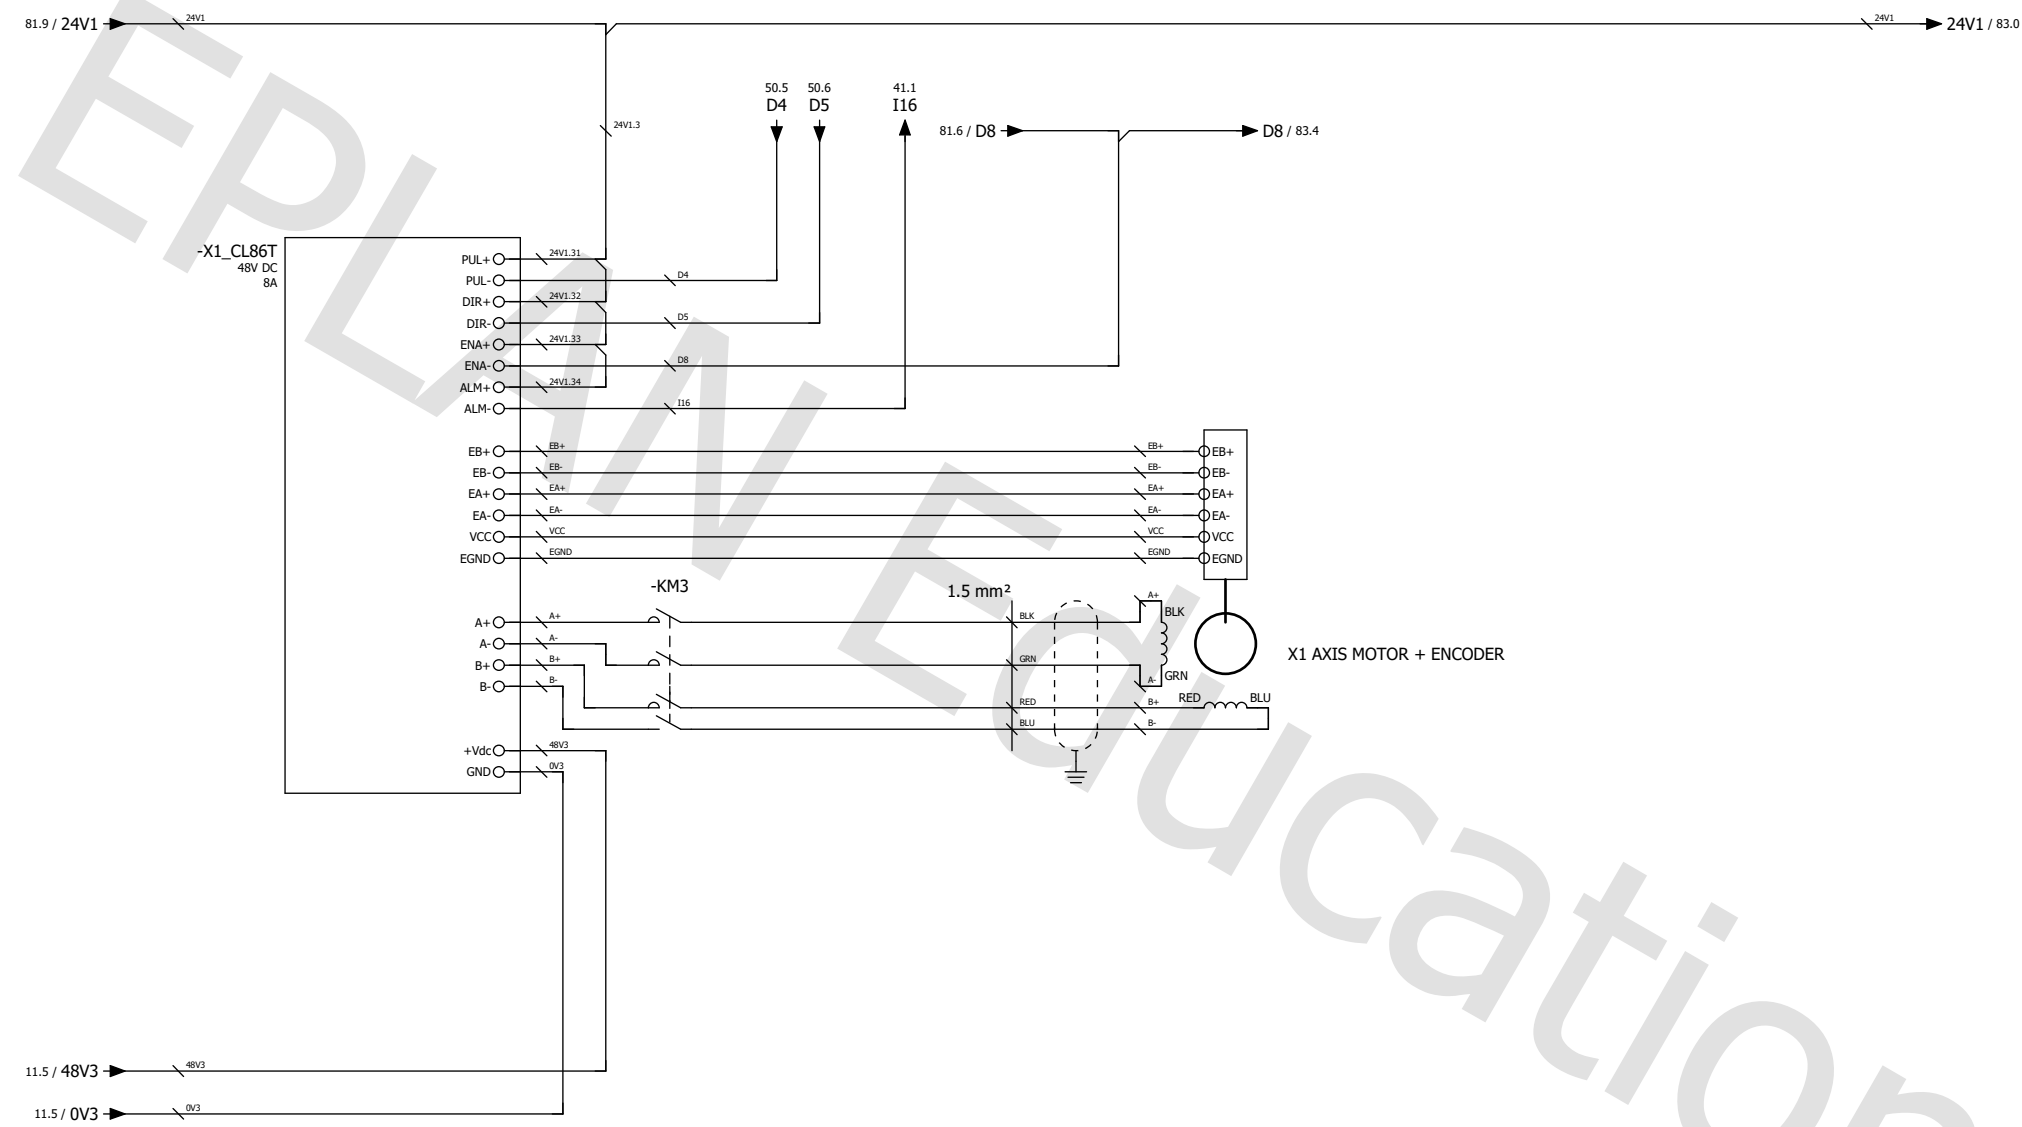 81.9 / 24V1
24V1
24V1
24V1 / 83.0
50.5
D4
50.6
D5
41.1
I16
24V1.3
81.6 / D8
D8 / 83.4
-X1_CL86T
48V DC
8A
PUL+ 24V1.31
PUL- D4
DIR+ 24V1.32
DIR- D5
ENA+ 24V1.33
ENA- D8
ALM+ 24V1.34
ALM- I16
EB+ EB+ EB+ EB+
EB- EB- EB- EB-
EA+ EA+ EA+ EA+
EA- EA- EA- EA-
VCC VCC VCC VCC
EGND EGND EGND EGND
-KM3
1.5 mm²
A+ A+ BLK A+ BLK
A- A-
B+ B+ GRN A- GRN
B- B-
RED B+ RED BLU
BLU B-
X1 AXIS MOTOR + ENCODER
+Vdc 48V3
GND 0V3
11.5 / 48V3
48V3
11.5 / 0V3
0V3
EPLAN Education